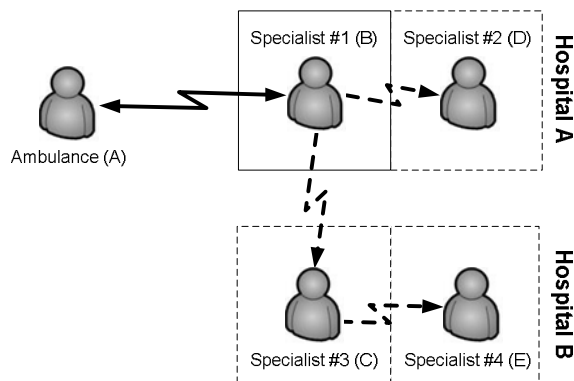 Specialist #1 (B)
Specialist #2 (D)
Hospital A
Ambulance (A)
Specialist #3 (C)
Specialist #4 (E)
Hospital B